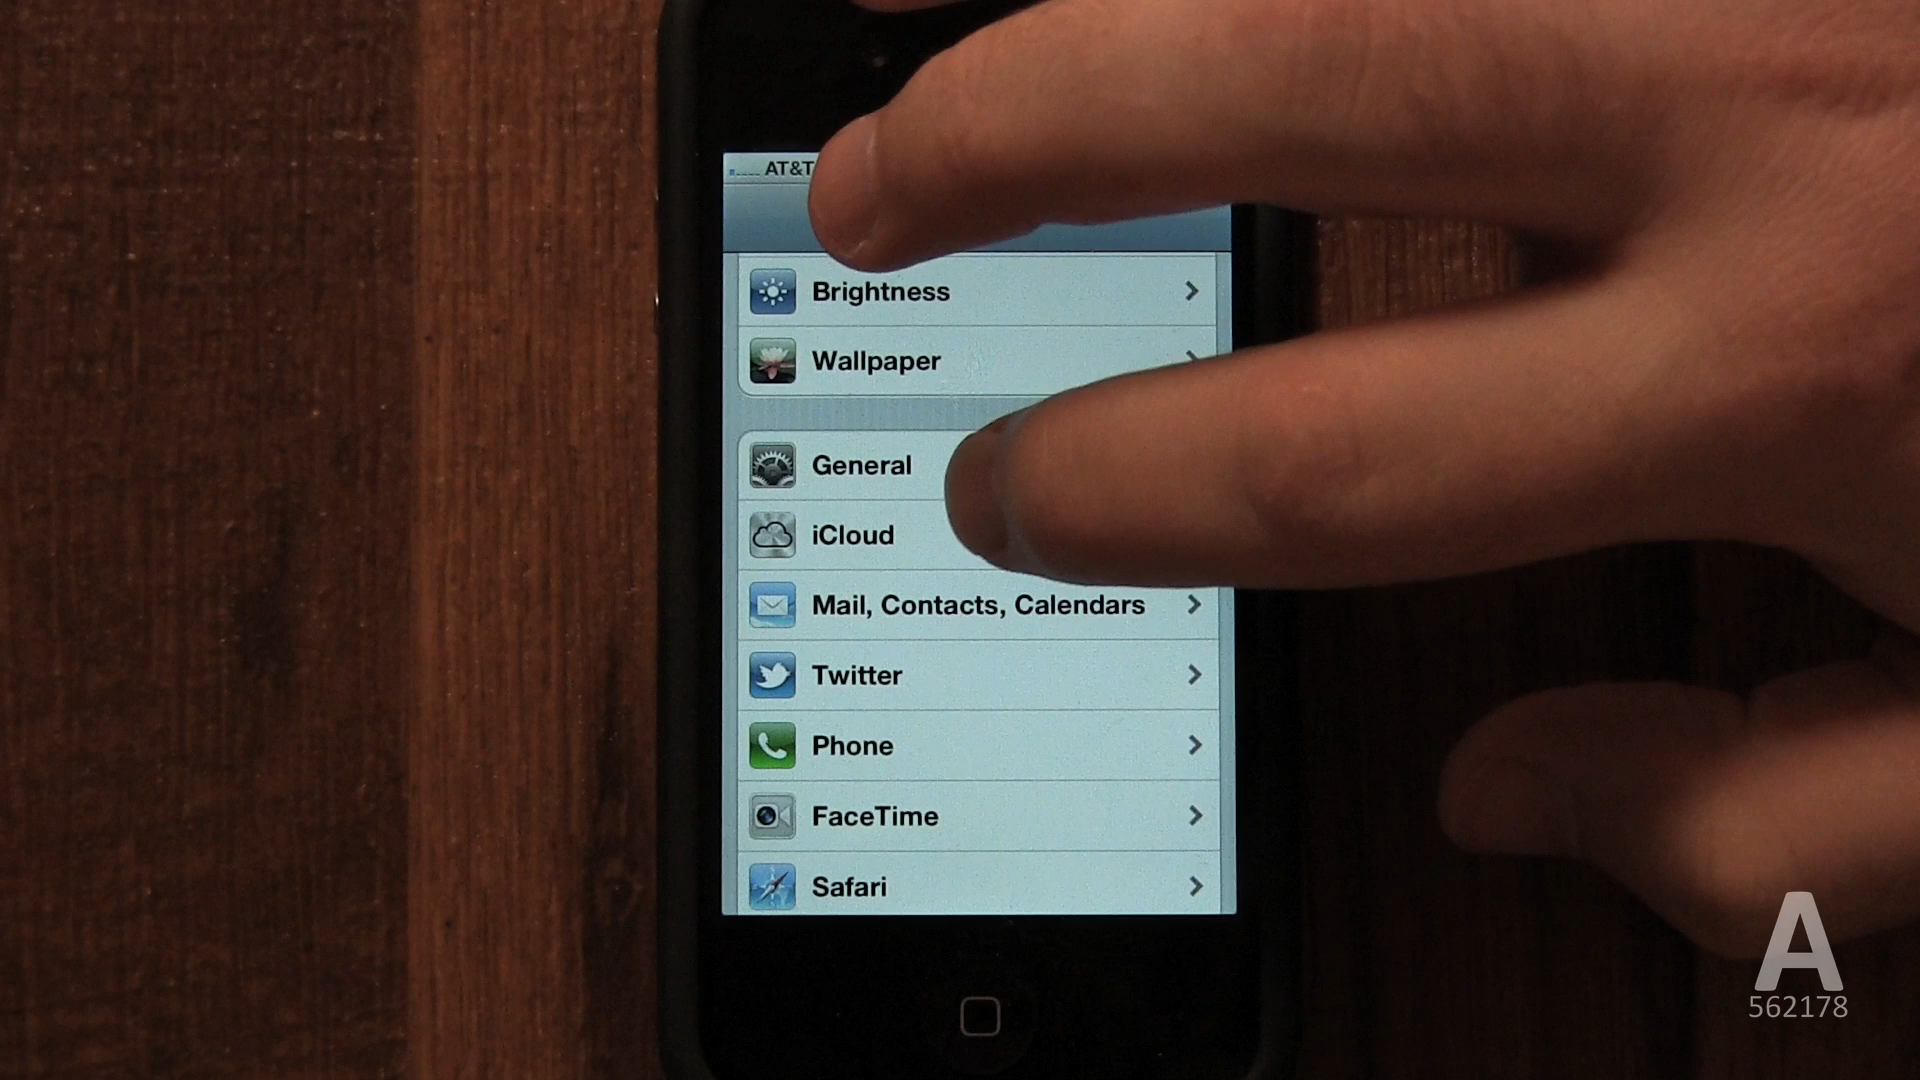 AT&T
Brightness
Wallpaper
General
iCloud
Mail, Contacts, Calendars
Twitter
Phone
FaceTime
Safari
A
562178